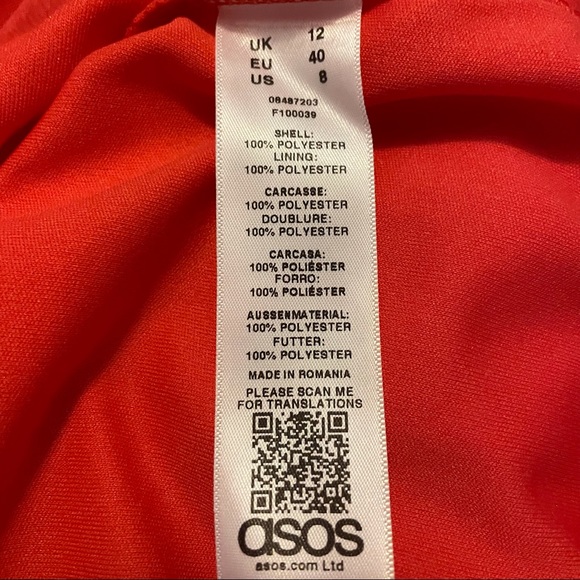 UK 12
EU 40
US 8
08487203
F100039
SHELL:
100% POLYESTER
LINING:
100% POLYESTER
CARCASSE:
100% POLYESTER
DOUBLURE:
100% POLYESTER
CARCASA:
100% POLIÉSTER
FORRO:
100% POLIÉSTER
AUSSENMATERIAL:
100% POLYESTER
FUTTER:
100% POLYESTER
MADE IN ROMANIA
PLEASE SCAN ME
FOR TRANSLATIONS
asos
asos.com Ltd